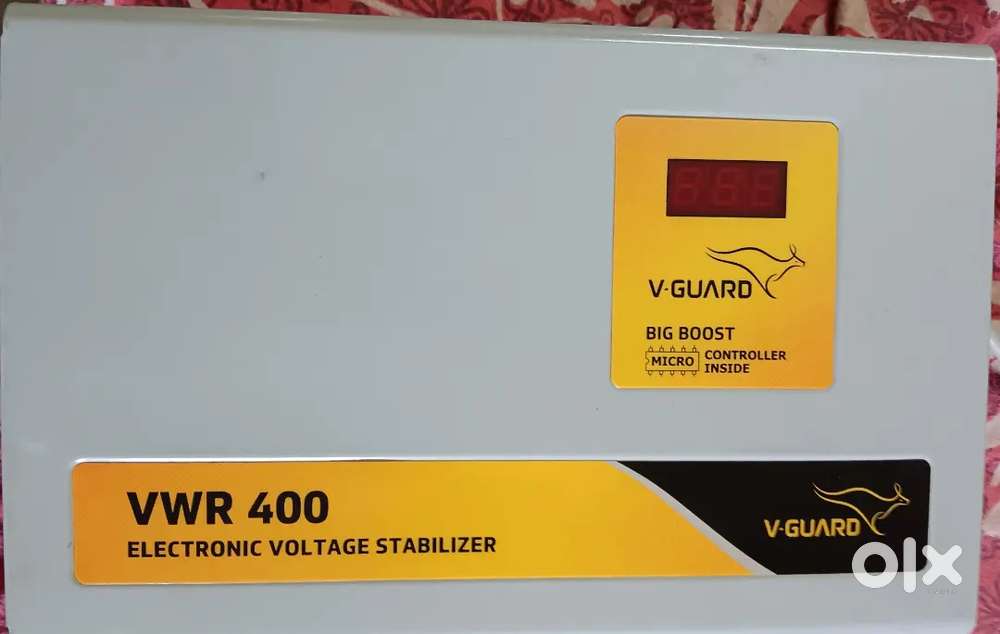 V-GUARD
BIG BOOST
MICRO CONTROLLER
INSIDE
VWR 400
ELECTRONIC VOLTAGE STABILIZER
V-GUARD
olx